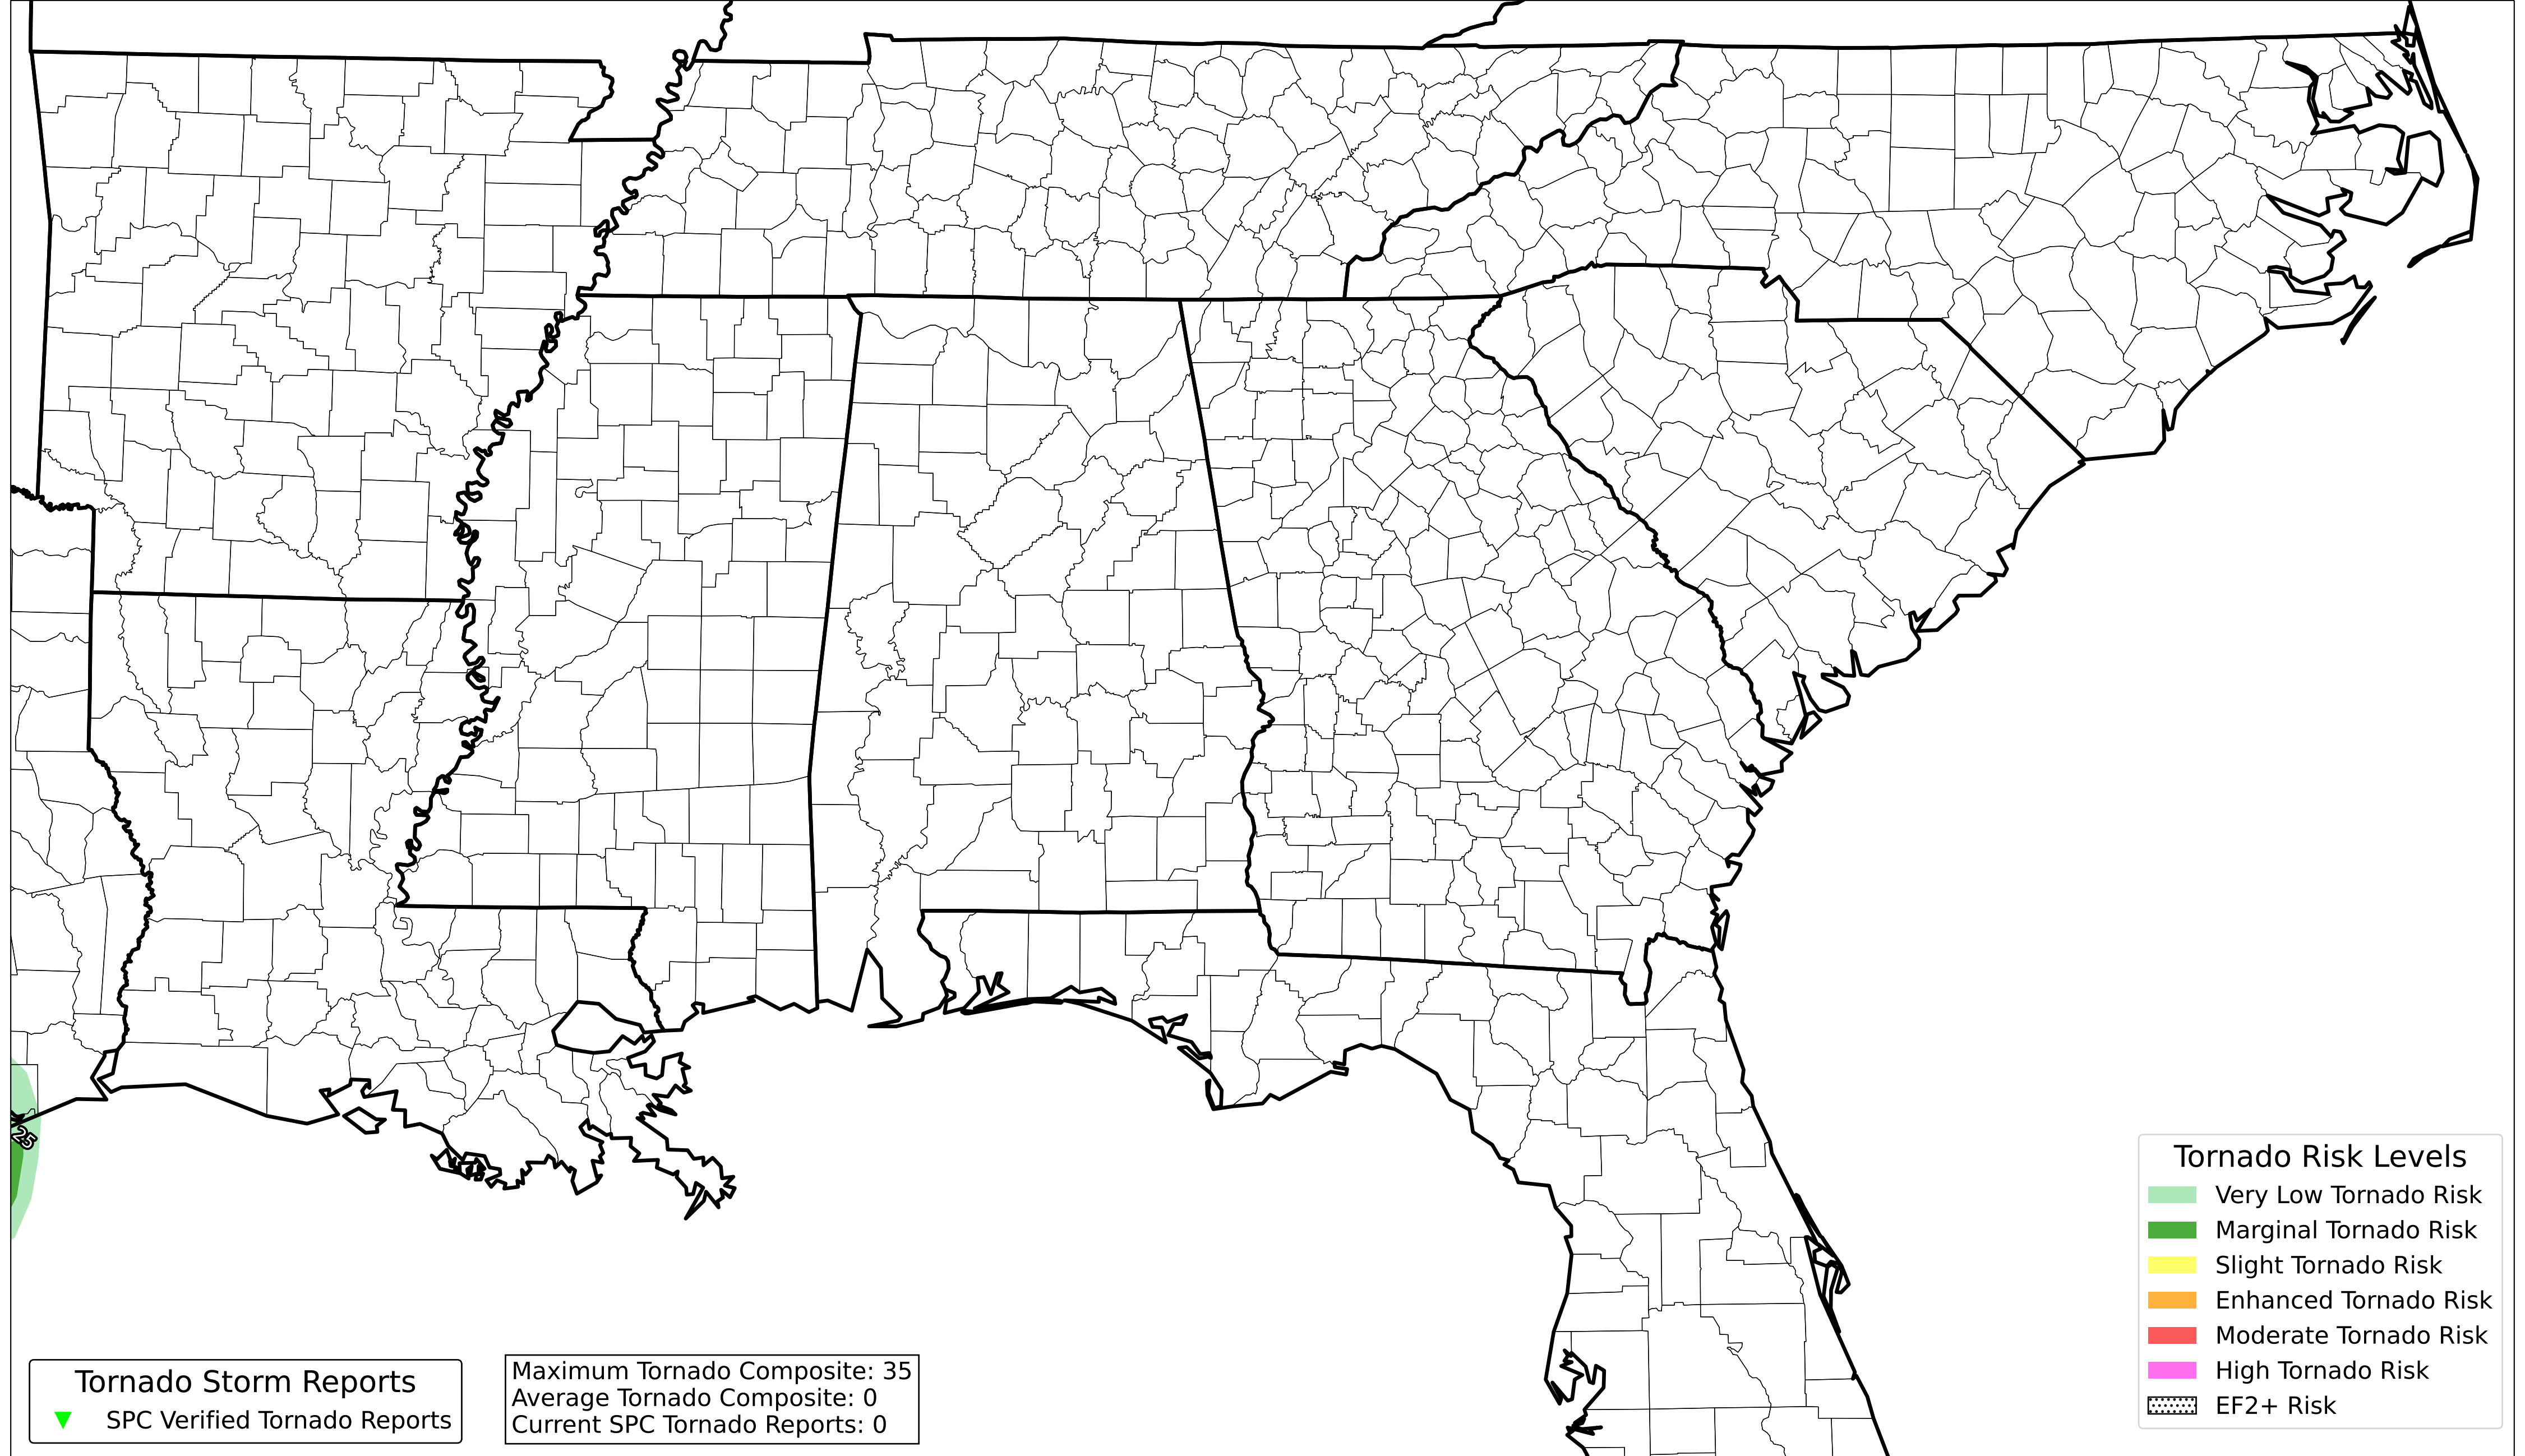 25
Tornado Risk Levels
Very Low Tornado Risk
Marginal Tornado Risk
Slight Tornado Risk
Enhanced Tornado Risk
Moderate Tornado Risk
High Tornado Risk
EF2+ Risk
Tornado Storm Reports
SPC Verified Tornado Reports
Maximum Tornado Composite: 35
Average Tornado Composite: 0
Current SPC Tornado Reports: 0